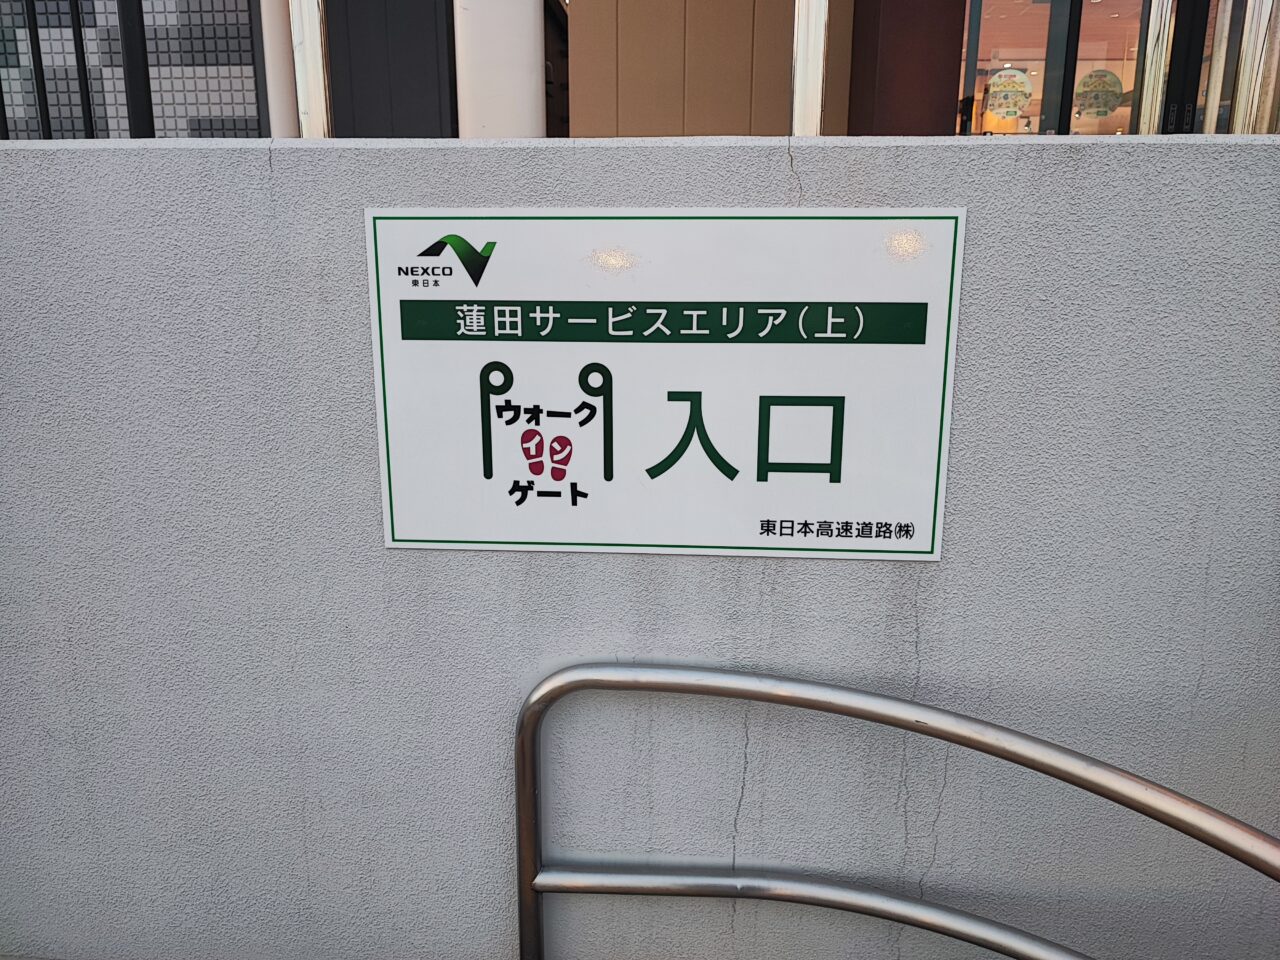 NEXCO
東日本
蓮田サービスエリア(上)
ウォーク
イン
ゲート
入口
東日本高速道路㈱